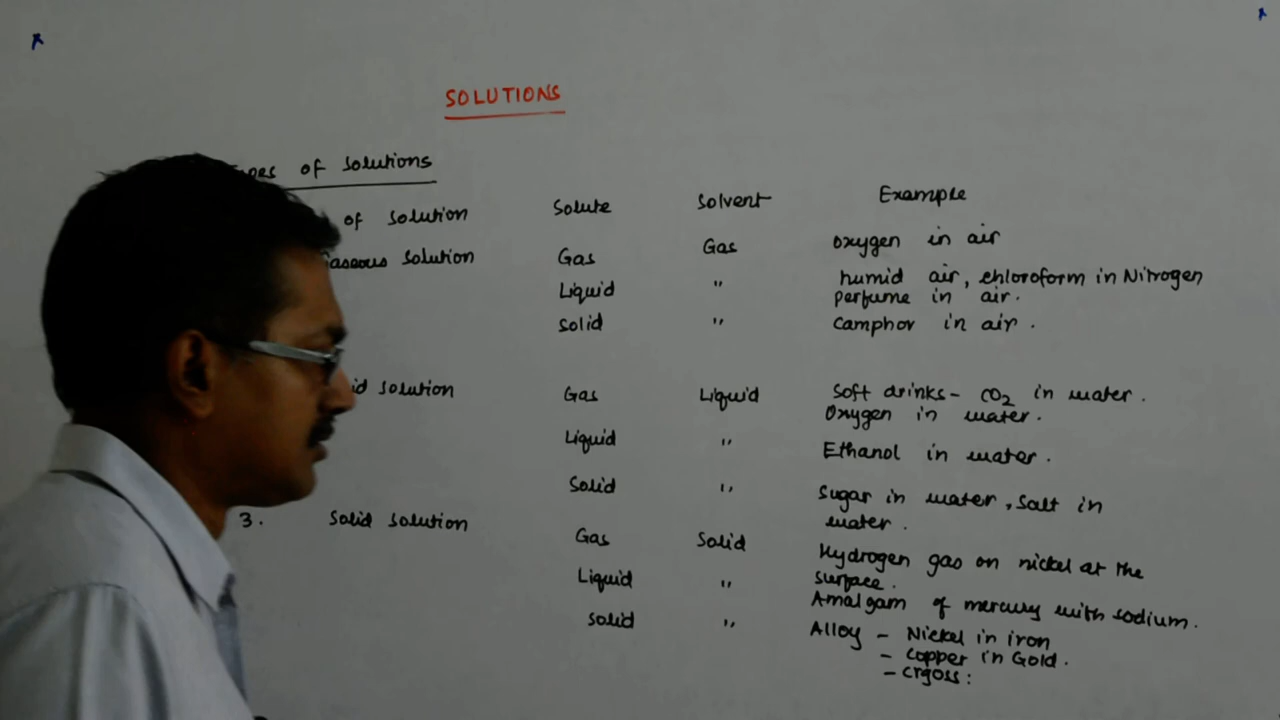 SOLUTIONS
of solutions
of solution Solute Solvent Example
Gaseous solution Gas Gas Oxygen in air
Liquid " humid air, chloroform in Nitrogen
perfume in air.
Solid " Camphor in air.
solution Gas Liquid Soft drinks - CO2 in water.
Oxygen in water.
Liquid " Ethanol in water.
Solid " Sugar in water, Salt in
water.
3. Solid solution Gas Solid Hydrogen gas on nickel at the
surface.
Liquid " Amalgam of mercury with sodium.
Solid " Alloy - Nickel in iron
- Copper in Gold.